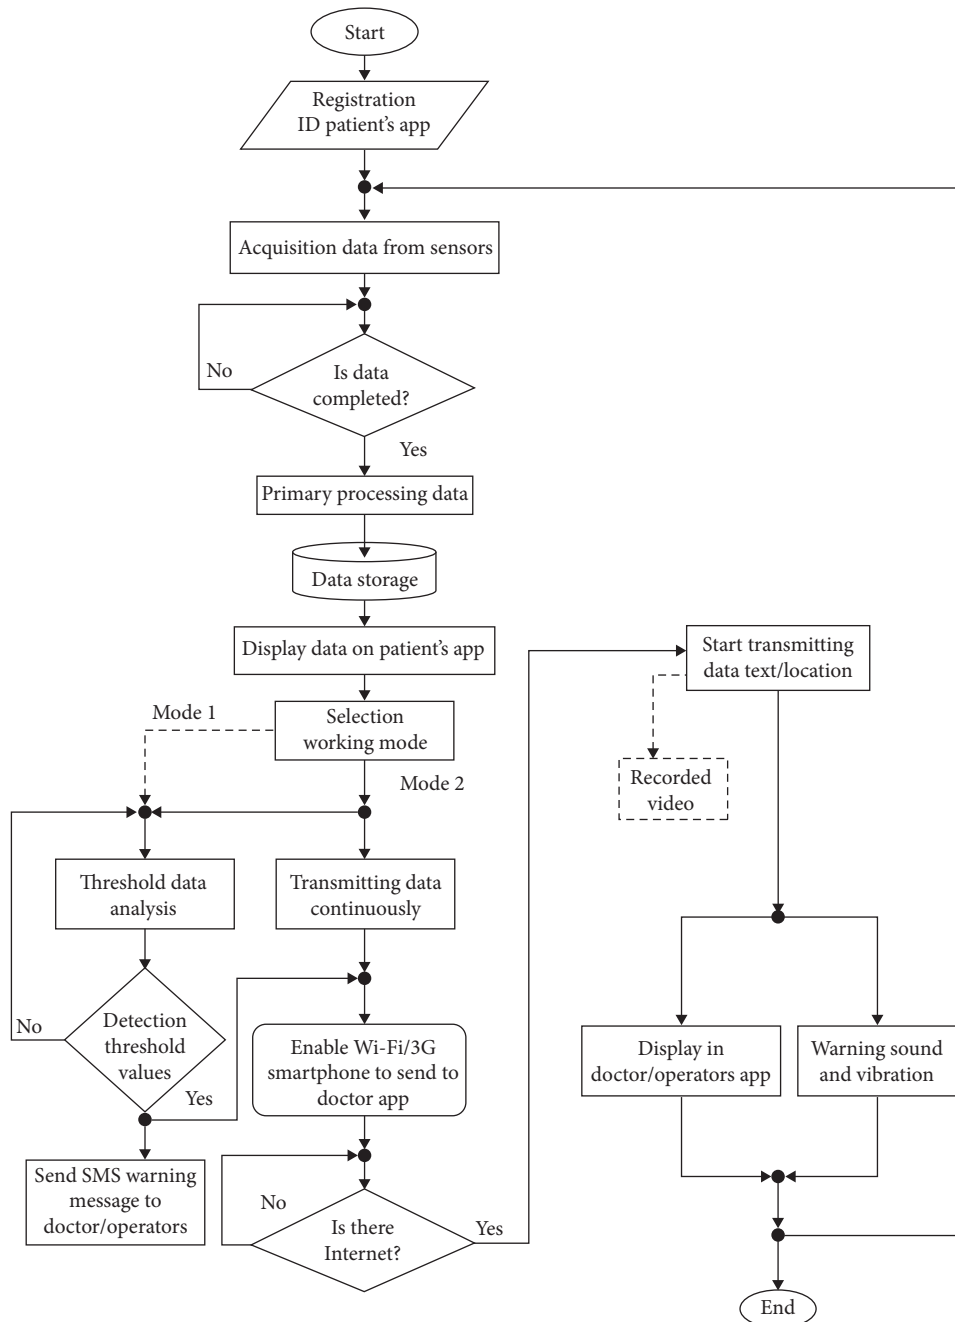 Start
Registration
ID patient's app
Acquisition data from sensors
No
Is data
completed?
Yes
Primary processing data
Data storage
Display data on patient's app
Start transmitting
data text/location
Mode 1
Selection
working mode
Mode 2
Recorded
video
Threshold data
analysis
Transmitting data
continuously
No
Detection
threshold
values
Yes
Enable Wi-Fi/3G
smartphone to send to
doctor app
Display in
doctor/operators app
Warning sound
and vibration
Send SMS warning
message to
doctor/operators
No
Is there
Internet?
Yes
End